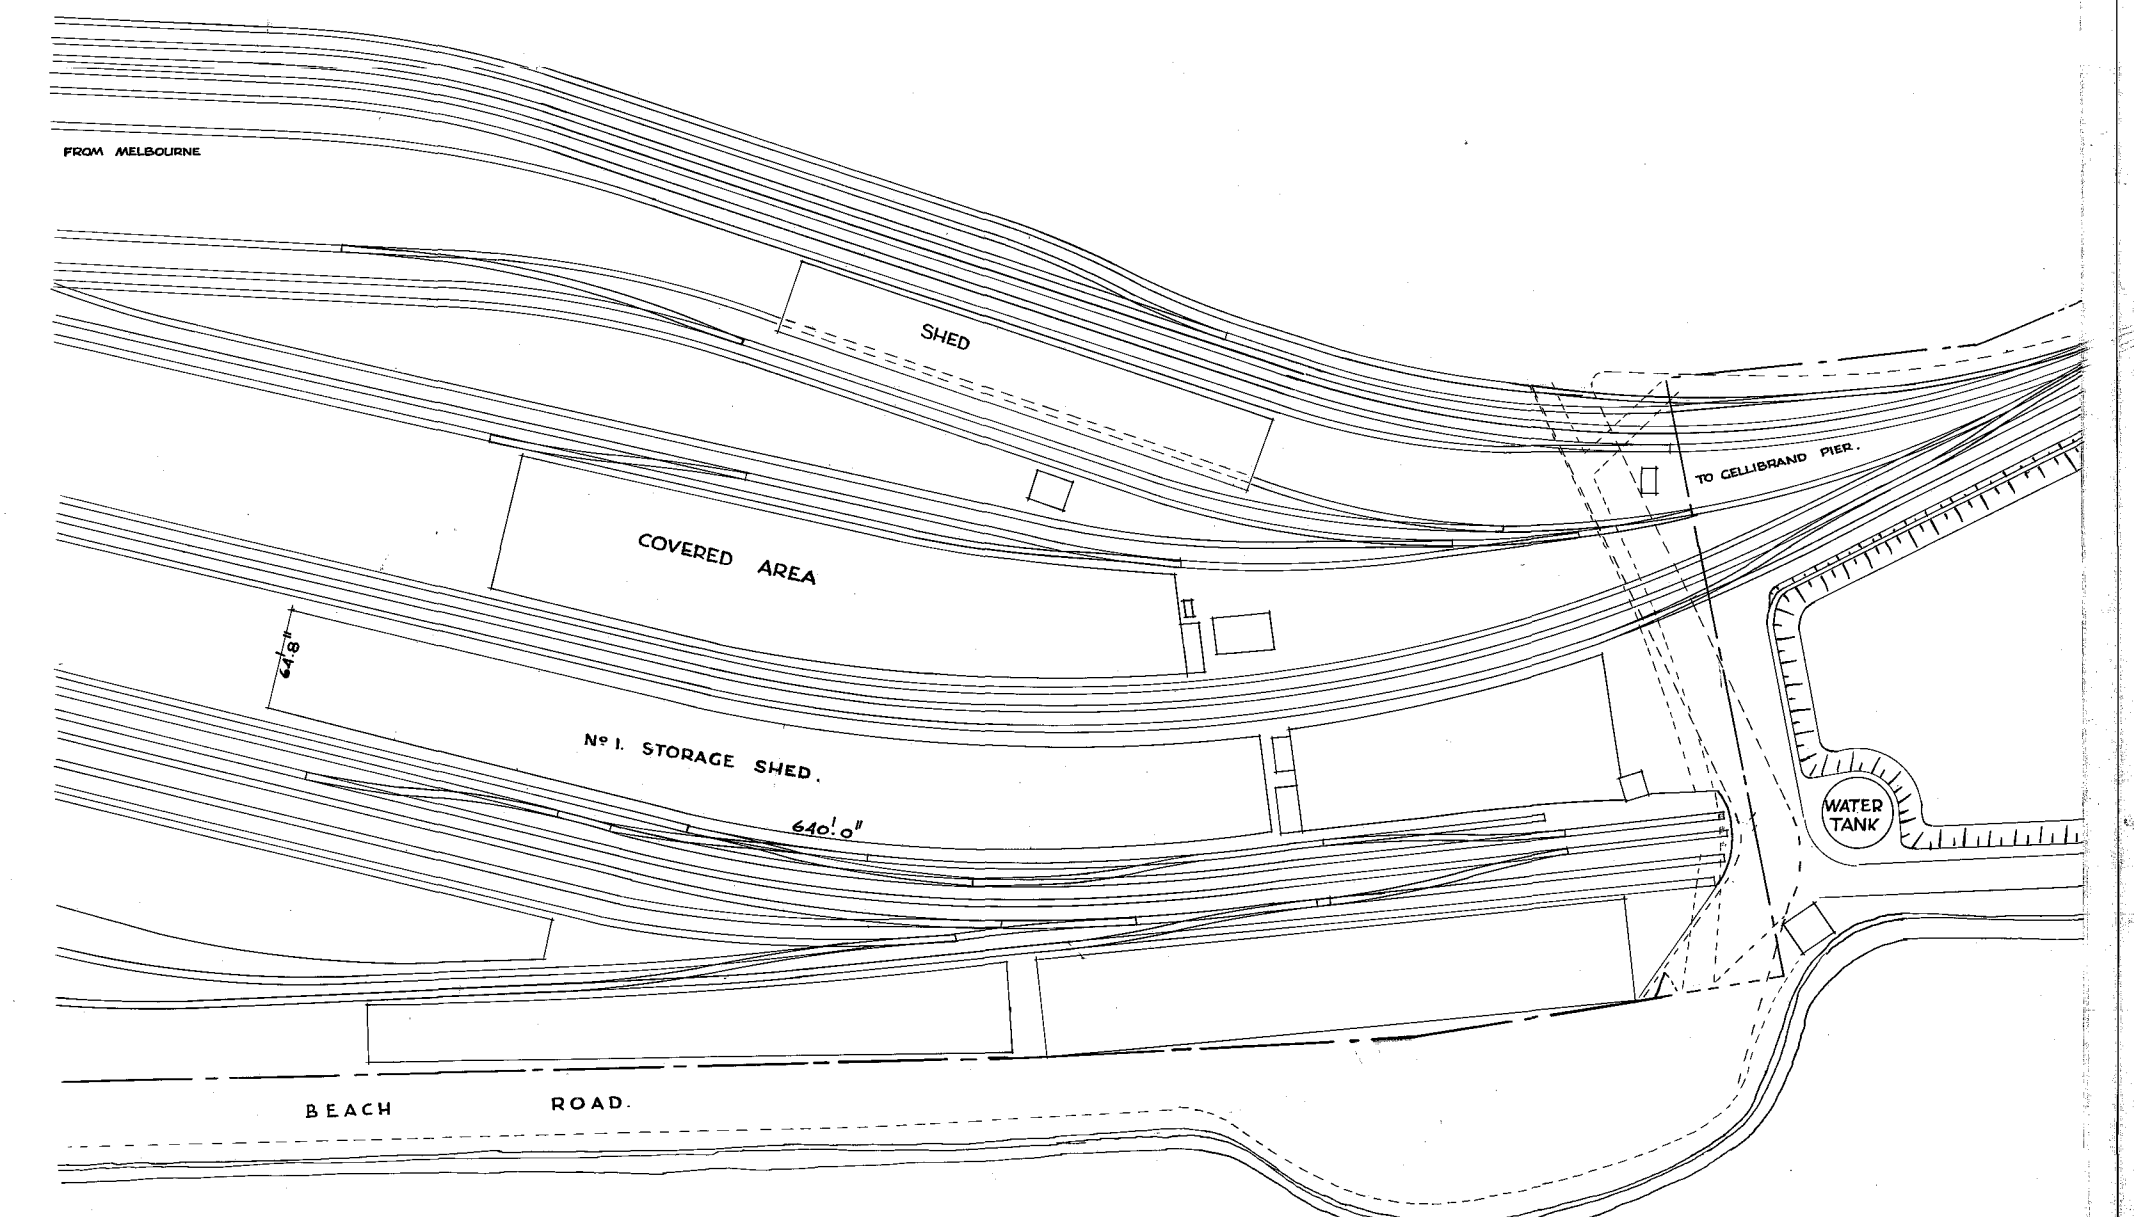 FROM MELBOURNE
SHED
TO GELLIBRAND PIER.
COVERED AREA
64'.8"
Nº 1. STORAGE SHED.
640'.0"
WATER
TANK
BEACH ROAD.